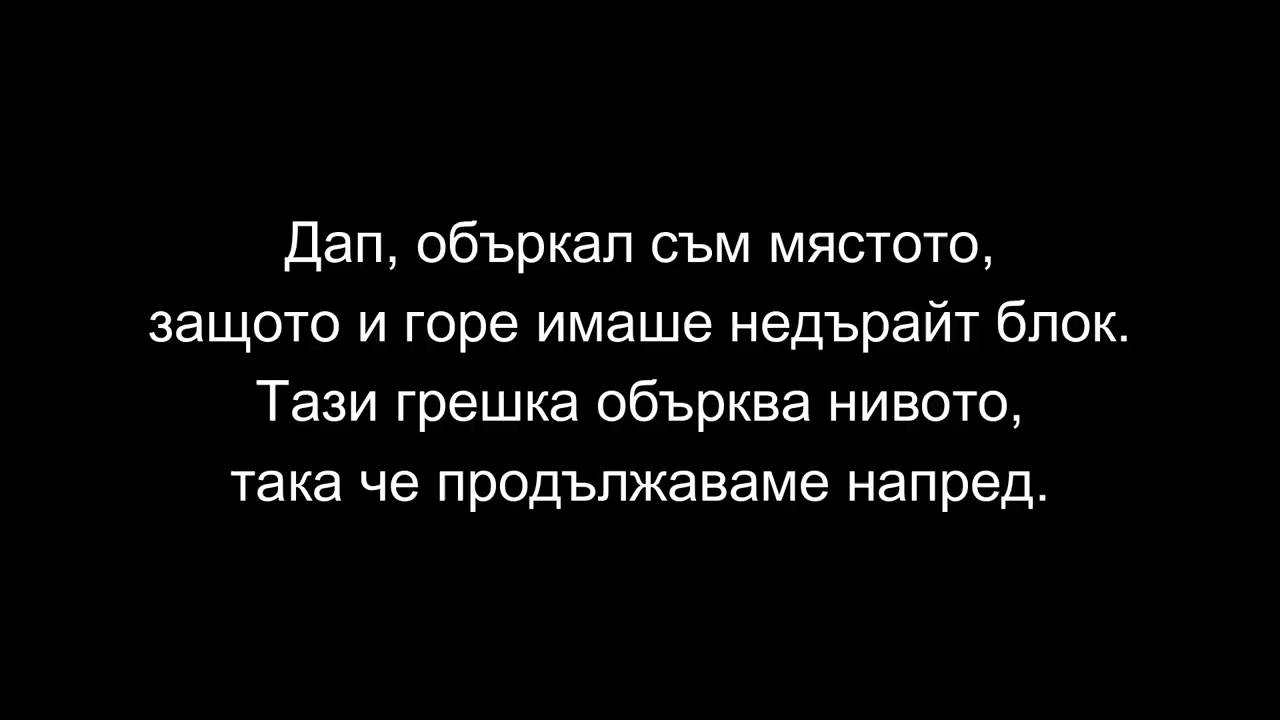 Дап, объркал съм мястото,
защото и горе имаше недърайт блок.
Тази грешка обърква нивото,
така че продължаваме напред.